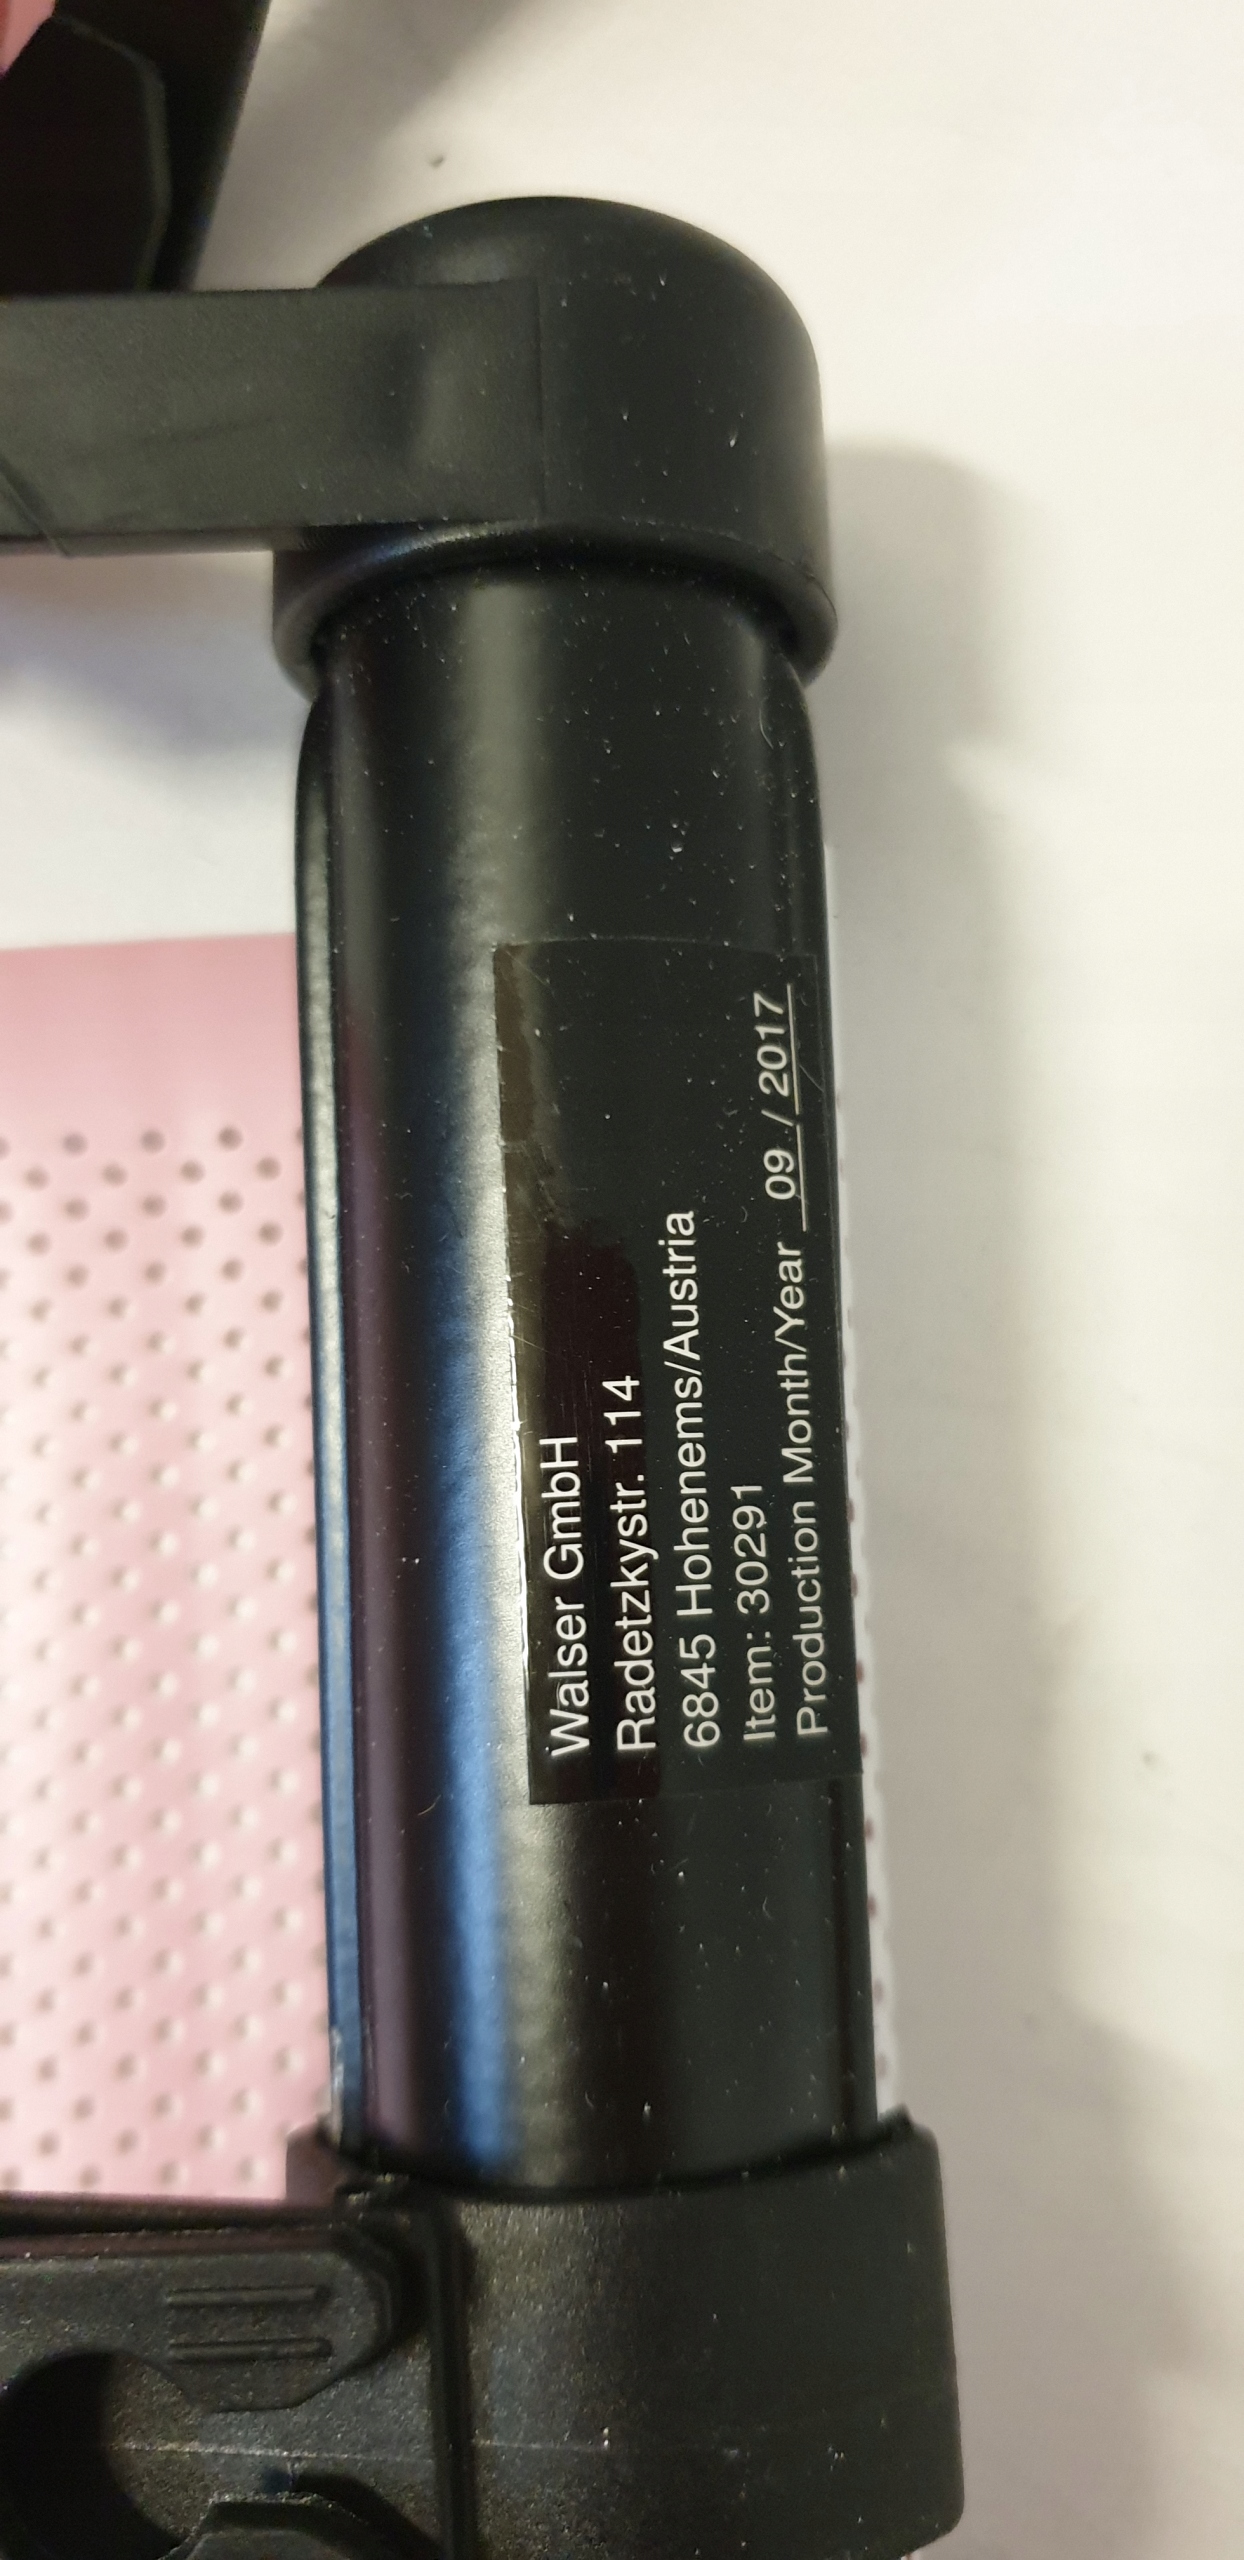 Walser GmbH
Radetzkystr. 114
6845 Hohenems/Austria
Item: 30291
Production Month/Year 09 / 2017